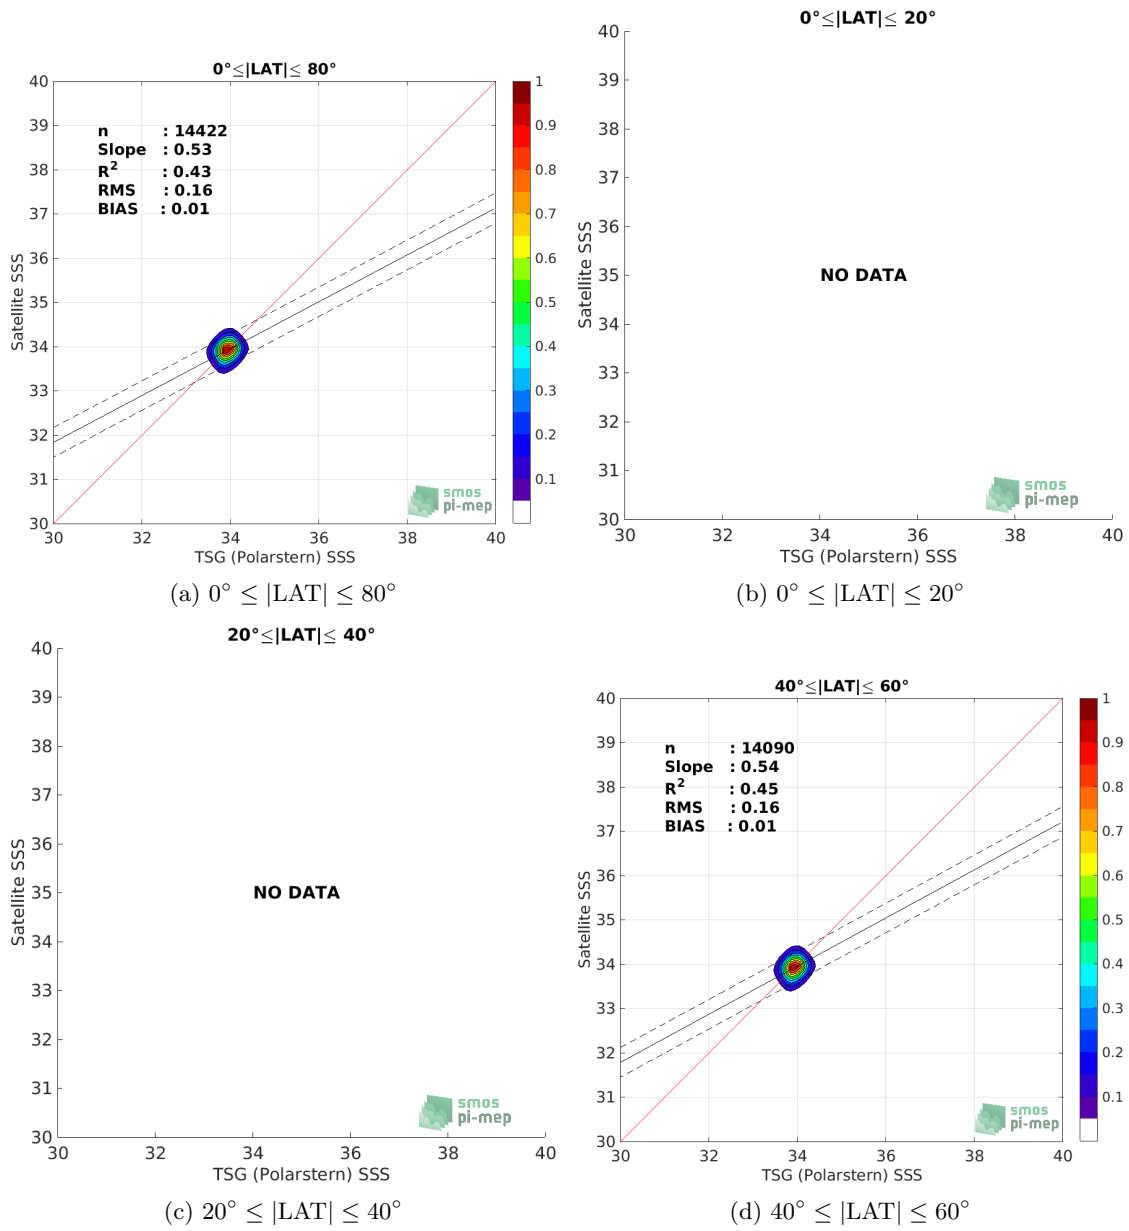 0°≤|LAT|≤ 80°
40
39
38
37
36
35
34
33
32
31
30
Satellite SSS
n : 14422
Slope : 0.53
R2 : 0.43
RMS : 0.16
BIAS : 0.01
1
0.9
0.8
0.7
0.6
0.5
0.4
0.3
0.2
0.1
smos
pi-mep
30 32 34 36 38 40
TSG (Polarstern) SSS
(a) 0° ≤ |LAT| ≤ 80°
0°≤|LAT|≤ 20°
40
39
38
37
36
35
34
33
32
31
30
Satellite SSS
NO DATA
smos
pi-mep
30 32 34 36 38 40
TSG (Polarstern) SSS
(b) 0° ≤ |LAT| ≤ 20°
20°≤|LAT|≤ 40°
40
39
38
37
36
35
34
33
32
31
30
Satellite SSS
NO DATA
smos
pi-mep
30 32 34 36 38 40
TSG (Polarstern) SSS
(c) 20° ≤ |LAT| ≤ 40°
40°≤|LAT|≤ 60°
40
39
38
37
36
35
34
33
32
31
30
Satellite SSS
n : 14090
Slope : 0.54
R2 : 0.45
RMS : 0.16
BIAS : 0.01
1
0.9
0.8
0.7
0.6
0.5
0.4
0.3
0.2
0.1
smos
pi-mep
30 32 34 36 38 40
TSG (Polarstern) SSS
(d) 40° ≤ |LAT| ≤ 60°